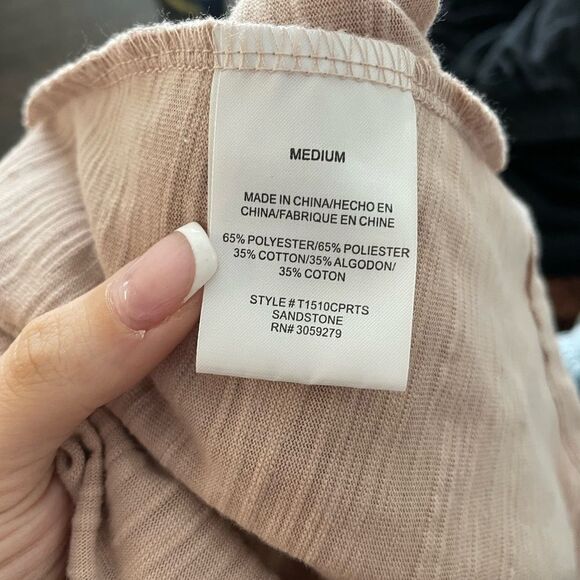 MEDIUM
MADE IN CHINA/HECHO EN
CHINA/FABRIQUE EN CHINE
65% POLYESTER/65% POLIESTER
35% COTTON/35% ALGODON/
35% COTON
STYLE # T1510CPRTS
SANDSTONE
RN# 3059279